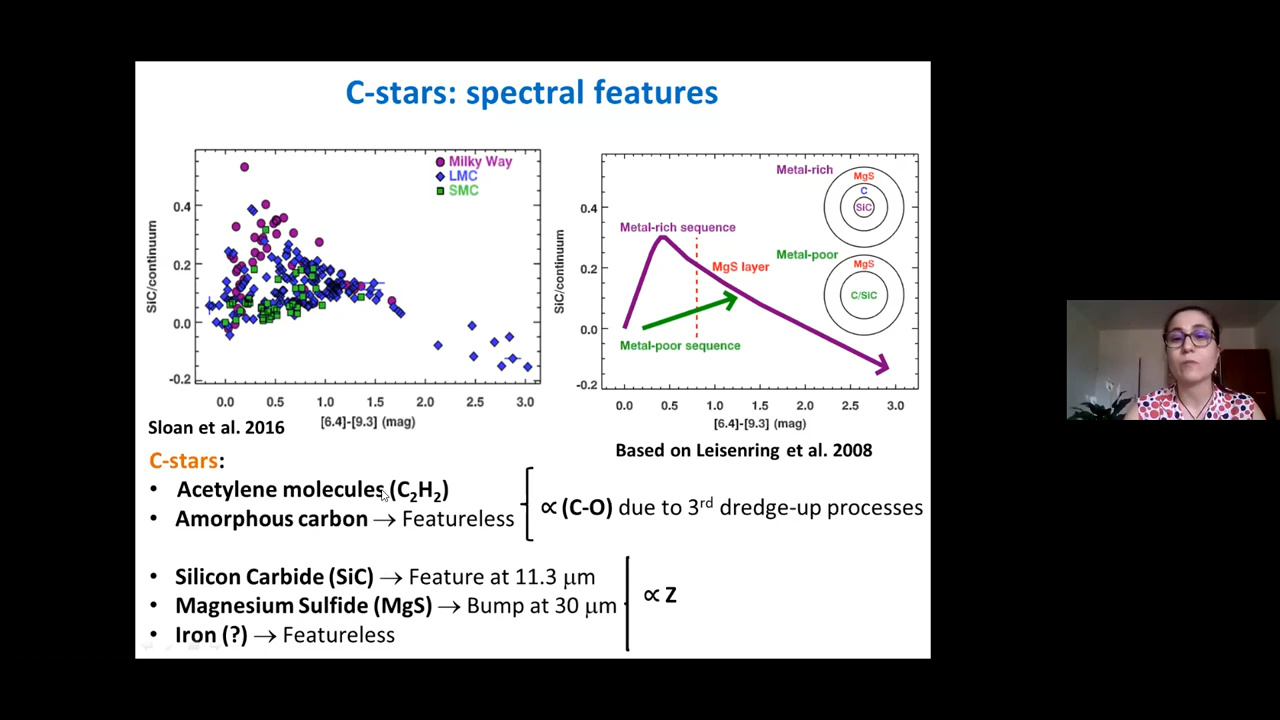 C-stars: spectral features
Milky Way
LMC
SMC
SiC/continuum
0.4
0.2
0.0
-0.2
0.0 0.5 1.0 1.5 2.0 2.5 3.0
[6.4]-[9.3] (mag)
Sloan et al. 2016
Metal-rich
MgS
C
SiC
Metal-rich sequence
MgS layer
Metal-poor
MgS
C/SiC
Metal-poor sequence
SiC/continuum
0.4
0.2
0.0
-0.2
0.0 0.5 1.0 1.5 2.0 2.5 3.0
[6.4]-[9.3] (mag)
Based on Leisenring et al. 2008
C-stars:
• Acetylene molecules (C₂H₂)
• Amorphous carbon → Featureless
∝ (C-O) due to 3rd dredge-up processes
• Silicon Carbide (SiC) → Feature at 11.3 μm
• Magnesium Sulfide (MgS) → Bump at 30 μm
• Iron (?) → Featureless
∝ Z